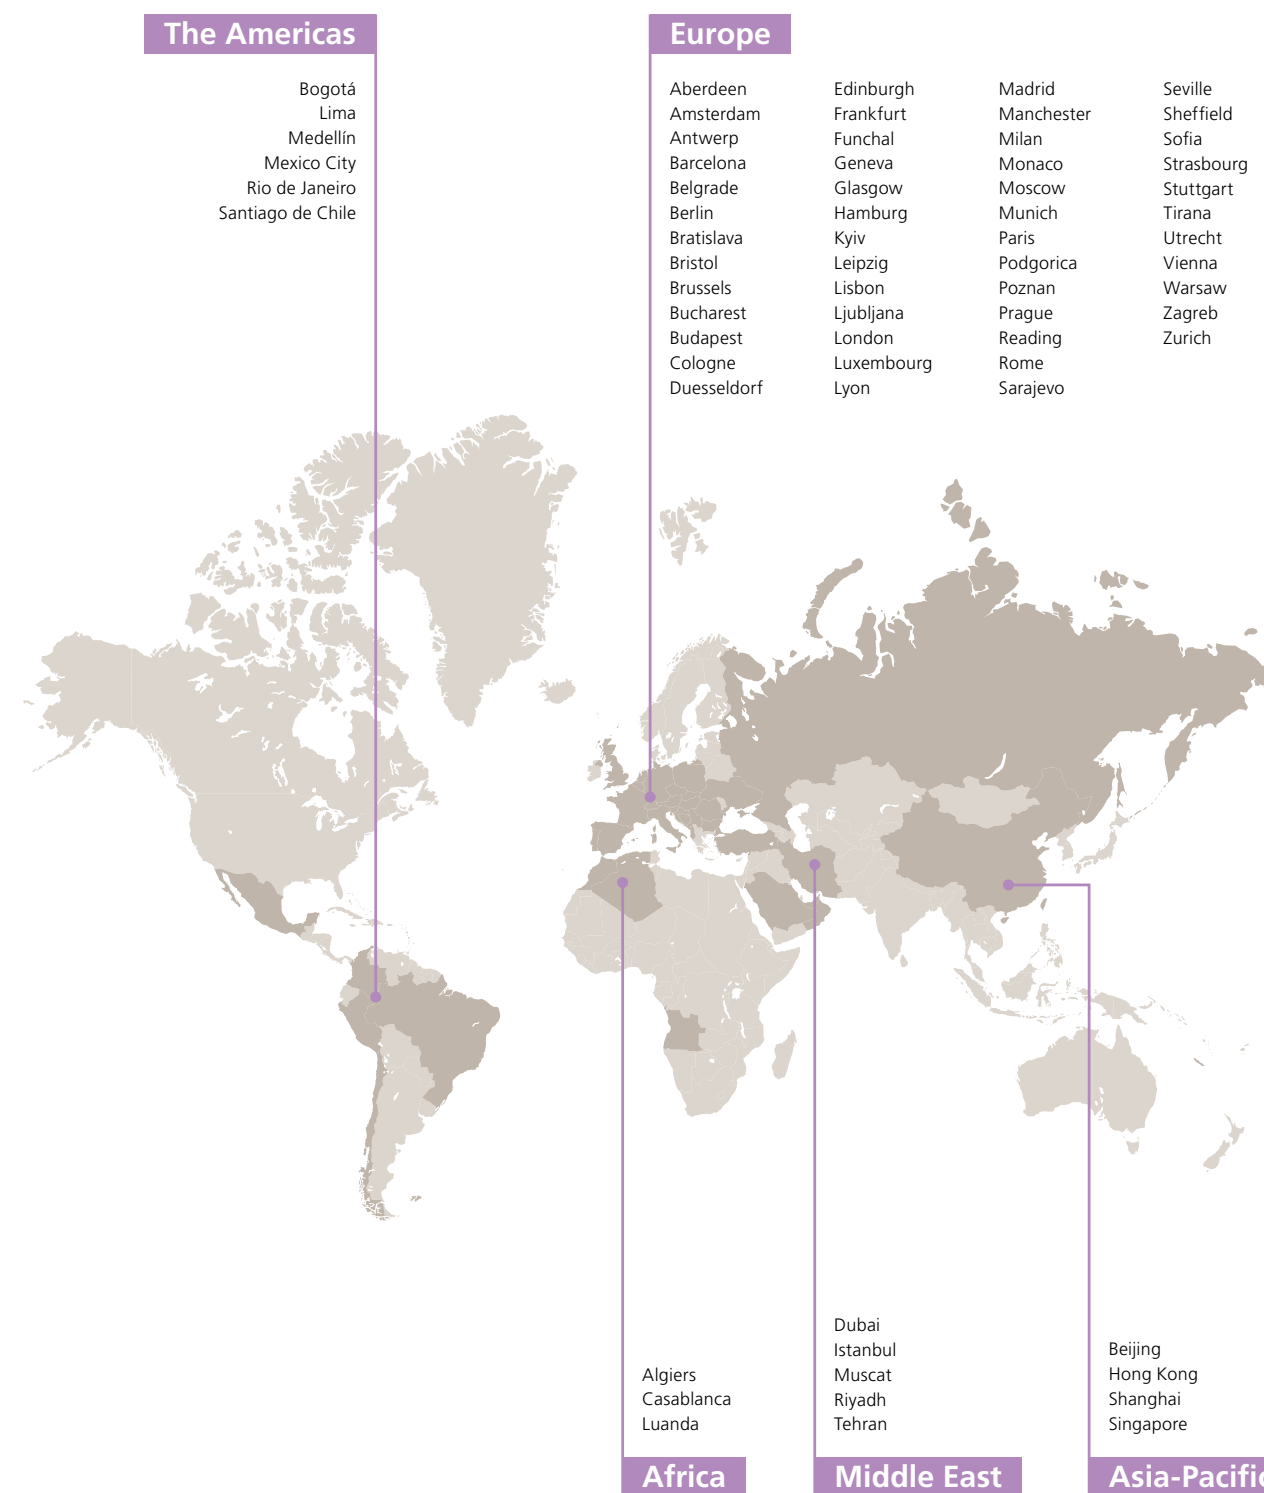 The Americas
Bogotá
Lima
Medellín
Mexico City
Rio de Janeiro
Santiago de Chile
Europe
Aberdeen
Amsterdam
Antwerp
Barcelona
Belgrade
Berlin
Bratislava
Bristol
Brussels
Bucharest
Budapest
Cologne
Duesseldorf
Edinburgh
Frankfurt
Funchal
Geneva
Glasgow
Hamburg
Kyiv
Leipzig
Lisbon
Ljubljana
London
Luxembourg
Lyon
Madrid
Manchester
Milan
Monaco
Moscow
Munich
Paris
Podgorica
Poznan
Prague
Reading
Rome
Sarajevo
Seville
Sheffield
Sofia
Strasbourg
Stuttgart
Tirana
Utrecht
Vienna
Warsaw
Zagreb
Zurich
Algiers
Casablanca
Luanda
Africa
Dubai
Istanbul
Muscat
Riyadh
Tehran
Middle East
Beijing
Hong Kong
Shanghai
Singapore
Asia-Pacific